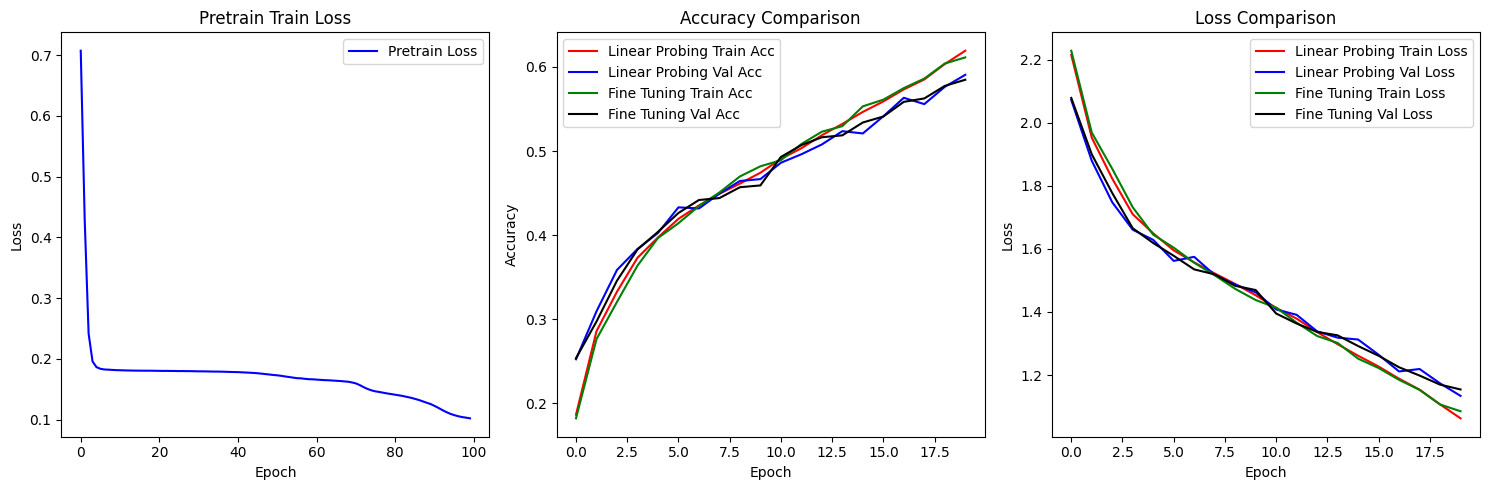 Pretrain Train Loss
Pretrain Loss
0.7
0.6
0.5
0.4
0.3
0.2
0.1
Loss
0 20 40 60 80 100
Epoch
Accuracy Comparison
Linear Probing Train Acc
Linear Probing Val Acc
Fine Tuning Train Acc
Fine Tuning Val Acc
0.6
0.5
0.4
0.3
0.2
Accuracy
0.0 2.5 5.0 7.5 10.0 12.5 15.0 17.5
Epoch
Loss Comparison
Linear Probing Train Loss
Linear Probing Val Loss
Fine Tuning Train Loss
Fine Tuning Val Loss
2.2
2.0
1.8
1.6
1.4
1.2
Loss
0.0 2.5 5.0 7.5 10.0 12.5 15.0 17.5
Epoch